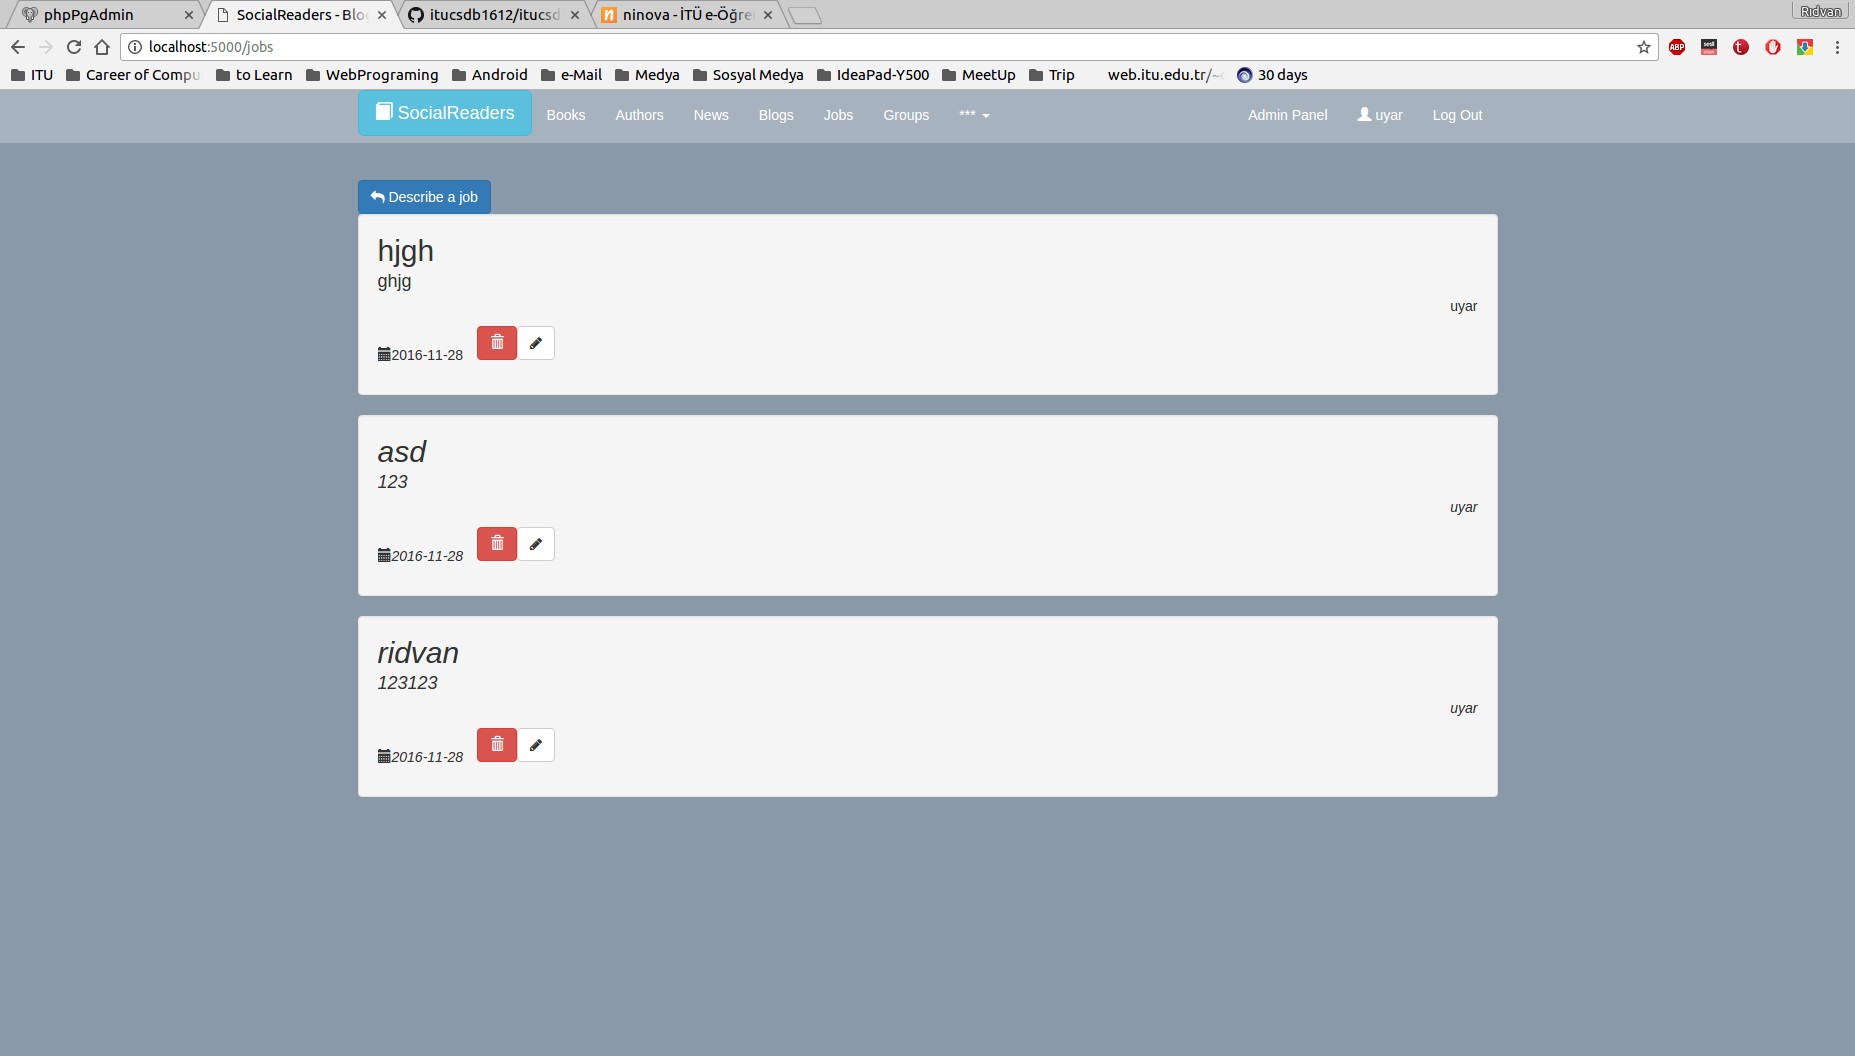 phpPgAdmin
SocialReaders - Blo
itucsdb1612/itucsd
ninova - İTÜ e-Öğre
Rıdvan
localhost:5000/jobs
ABP
ITU
Career of Compu
to Learn
WebPrograming
Android
e-Mail
Medya
Sosyal Medya
IdeaPad-Y500
MeetUp
Trip
web.itu.edu.tr/~
30 days
SocialReaders
Books
Authors
News
Blogs
Jobs
Groups
***
Admin Panel
uyar
Log Out
Describe a job
hjgh
ghjg
uyar
2016-11-28
asd
123
uyar
2016-11-28
ridvan
123123
uyar
2016-11-28